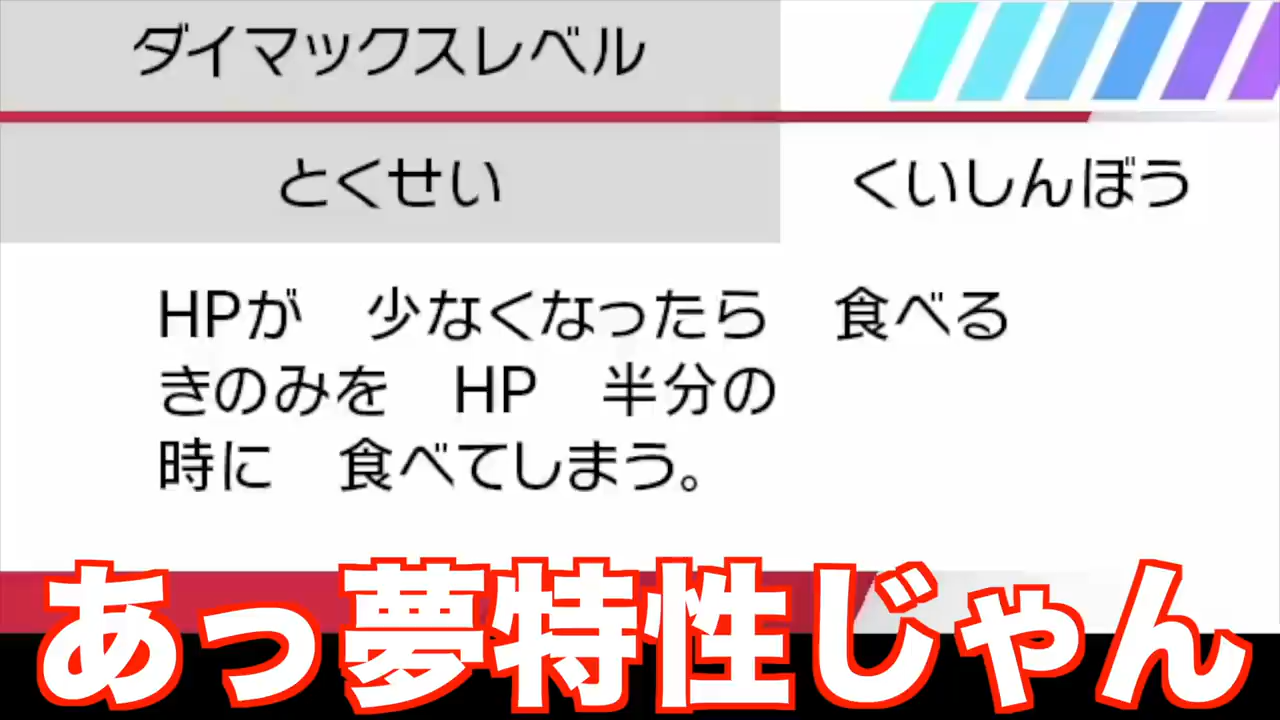 ダイマックスレベル
とくせい　くいしんぼう
HPが　少なくなったら　食べる
きのみを　HP　半分の
時に　食べてしまう。
あっ夢特性じゃん